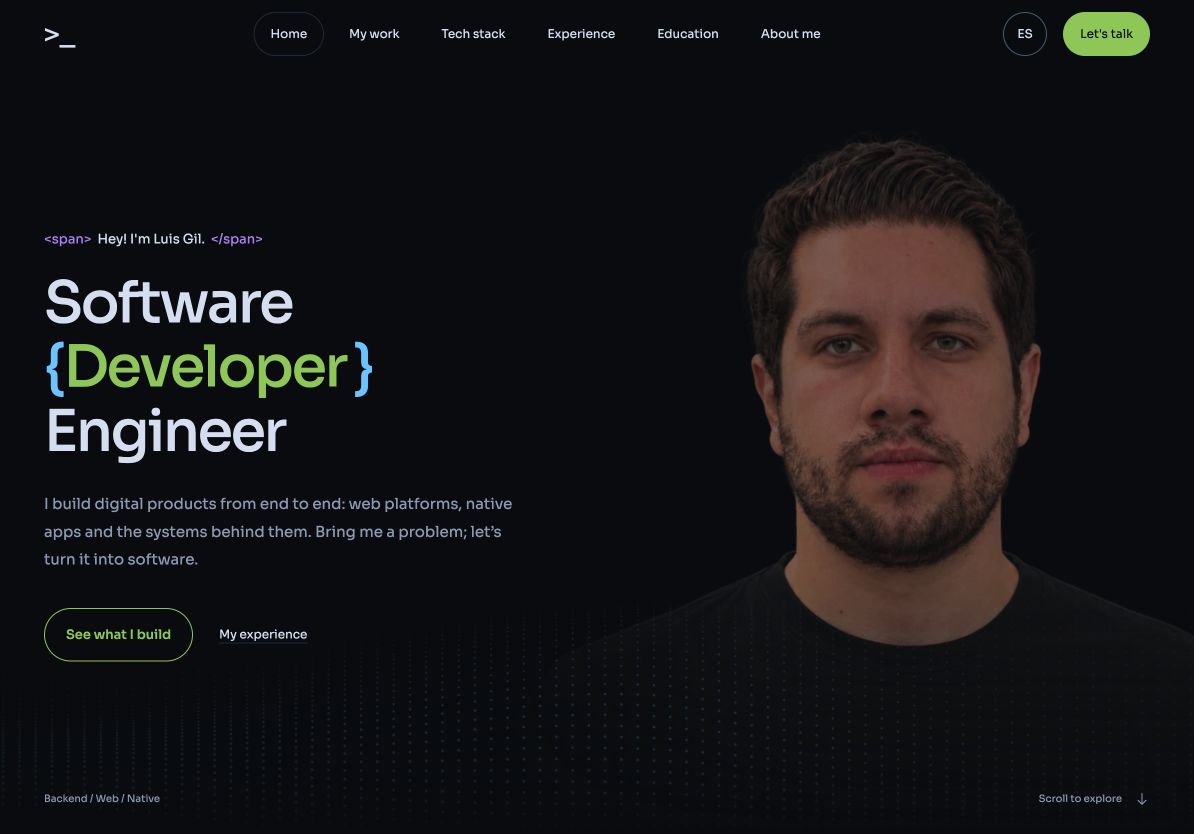 >_
Home
My work
Tech stack
Experience
Education
About me
ES
Let's talk
<span> Hey! I'm Luis Gil. </span>
Software
{Developer}
Engineer
I build digital products from end to end: web platforms, native
apps and the systems behind them. Bring me a problem; let’s
turn it into software.
See what I build
My experience
Backend / Web / Native
Scroll to explore ↓